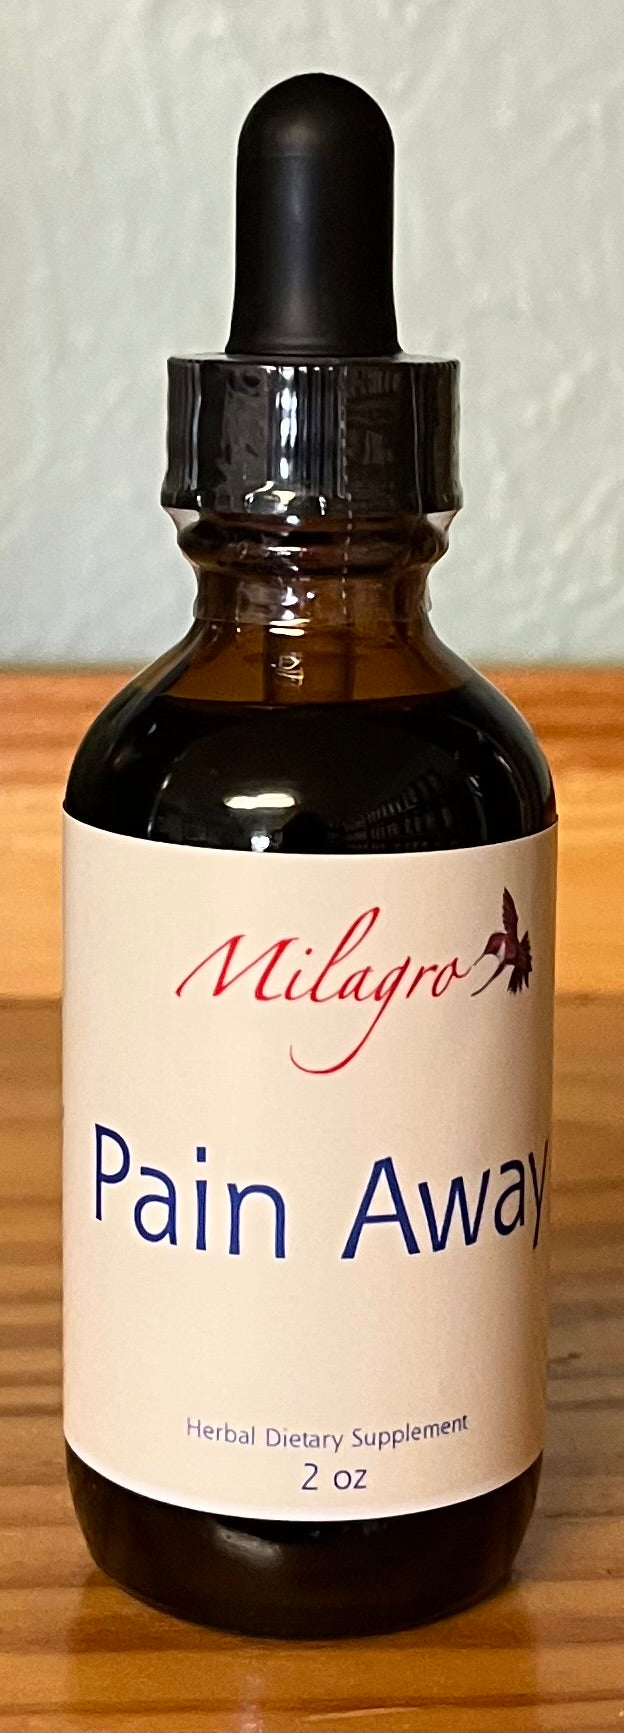 Milagro
Pain Away
Herbal Dietary Supplement
2 oz